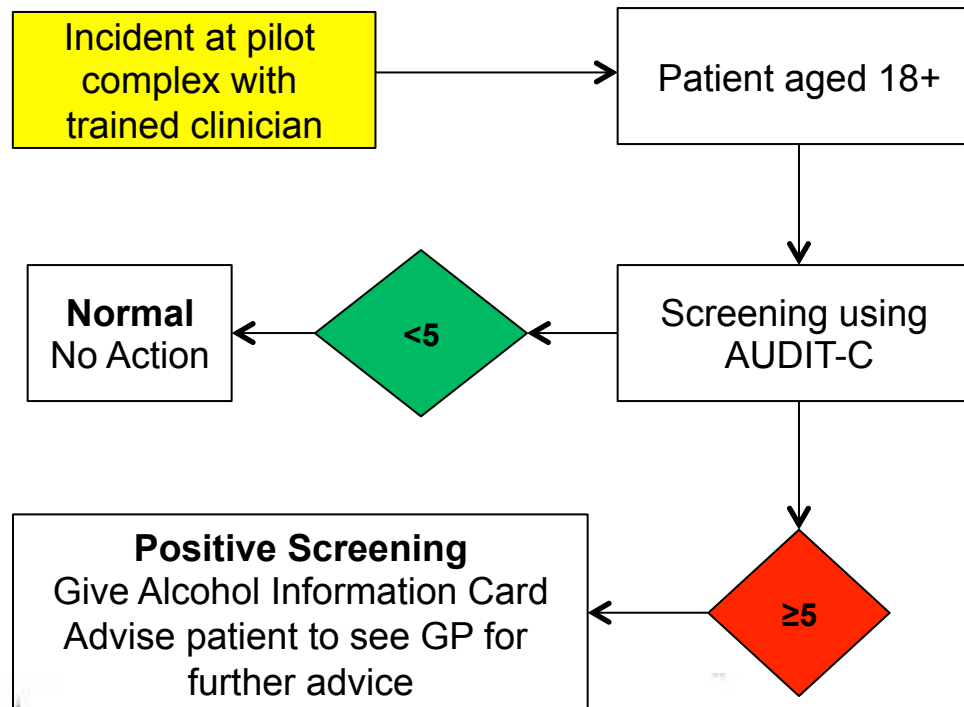 Incident at pilot
complex with
trained clinician
Patient aged 18+
Screening using
AUDIT-C
<5
Normal
No Action
≥5
Positive Screening
Give Alcohol Information Card
Advise patient to see GP for
further advice